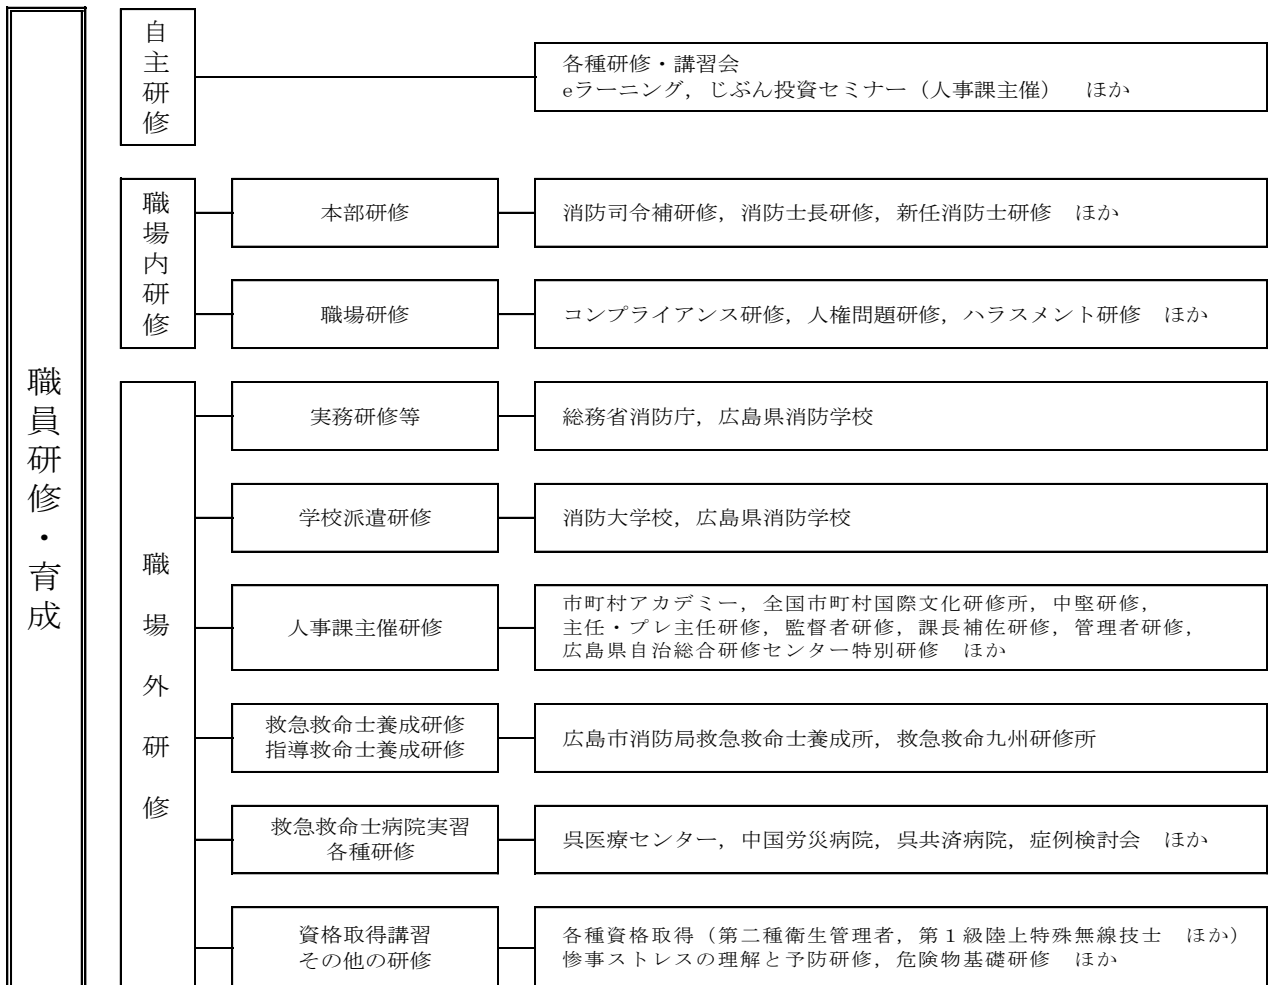 職員研修・育成
自主研修
各種研修・講習会
eラーニング，じぶん投資セミナー（人事課主催）　ほか
職場内研修
本部研修
消防司令補研修，消防士長研修，新任消防士研修　ほか
職場研修
コンプライアンス研修，人権問題研修，ハラスメント研修　ほか
職場外研修
実務研修等
総務省消防庁，広島県消防学校
学校派遣研修
消防大学校，広島県消防学校
人事課主催研修
市町村アカデミー，全国市町村国際文化研修所，中堅研修，
主任・プレ主任研修，監督者研修，課長補佐研修，管理者研修，
広島県自治総合研修センター特別研修　ほか
救急救命士養成研修
指導救命士養成研修
広島市消防局救急救命士養成所，救急救命九州研修所
救急救命士病院実習
各種研修
呉医療センター，中国労災病院，呉共済病院，症例検討会　ほか
資格取得講習
その他の研修
各種資格取得（第二種衛生管理者，第１級陸上特殊無線技士　ほか）
惨事ストレスの理解と予防研修，危険物基礎研修　ほか